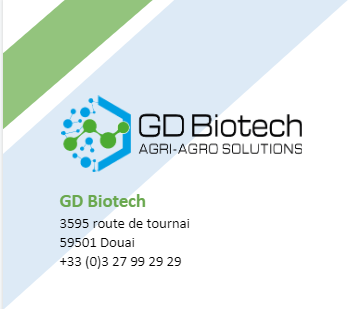 GD Biotech
AGRI-AGRO SOLUTIONS
GD Biotech
3595 route de tournai
59501 Douai
+33 (0)3 27 99 29 29